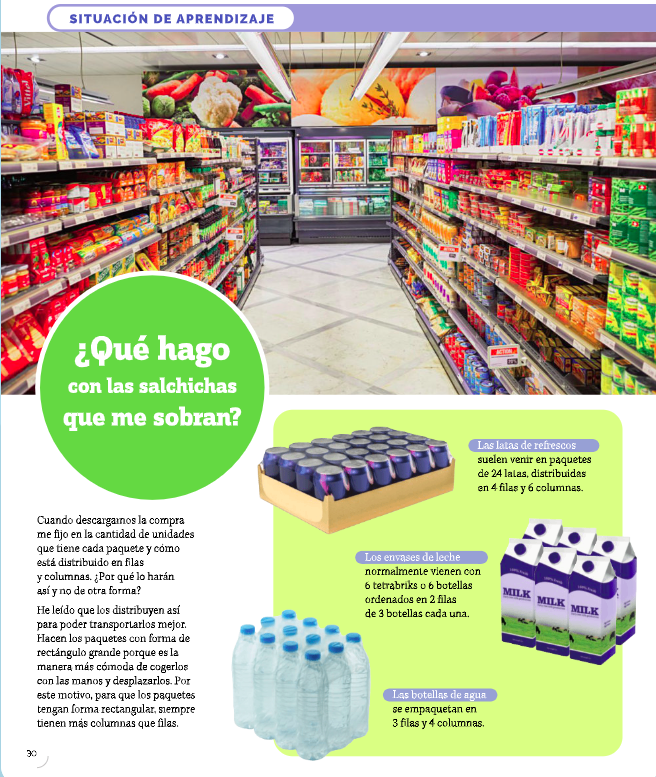 SITUACIÓN DE APRENDIZAJE
¿Qué hago
con las salchichas
que me sobran?
Cuando descargamos la compra
me fijo en la cantidad de unidades
que tiene cada paquete y cómo
está distribuido en filas
y columnas. ¿Por qué lo harán
así y no de otra forma?
He leído que los distribuyen así
para poder transportarlos mejor.
Hacen los paquetes con forma de
rectángulo grande porque es la
manera más cómoda de cogerlos
con las manos y desplazarlos. Por
este motivo, para que los paquetes
tengan forma rectangular, siempre
tienen más columnas que filas.
Las latas de refrescos
suelen venir en paquetes
de 24 latas, distribuidas
en 4 filas y 6 columnas.
Los envases de leche
normalmente vienen con
6 tetrabriks o 6 botellas
ordenados en 2 filas
de 3 botellas cada una.
MILK
MILK
MILK
Las botellas de agua
se empaquetan en
3 filas y 4 columnas.
30